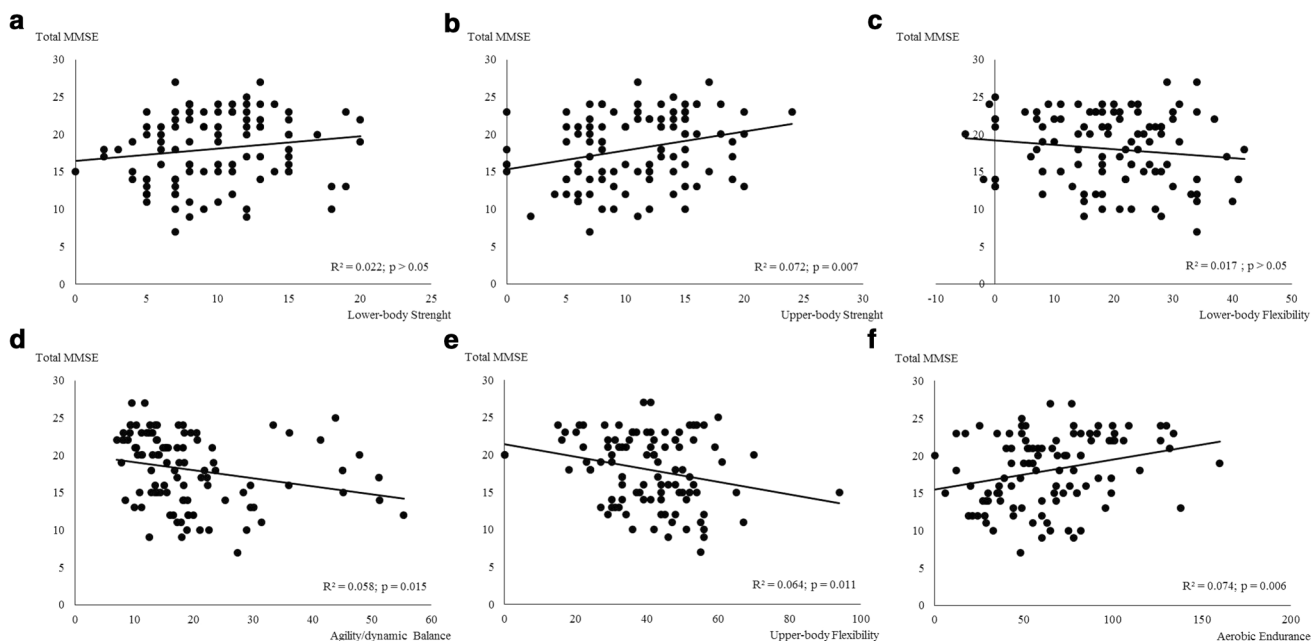 a
Total MMSE
30
25
20
15
10
5
0
R² = 0.022; p > 0.05
0 5 10 15 20 25
Lower-body Strenght
b
Total MMSE
30
25
20
15
10
5
0
R² = 0.072; p = 0.007
0 5 10 15 20 25 30
Upper-body Strenght
c
Total MMSE
30
25
20
15
10
5
0
R² = 0.017 ; p > 0.05
-10 0 10 20 30 40 50
Lower-body Flexibility
d
Total MMSE
30
25
20
15
10
5
0
R² = 0.058; p = 0.015
0 10 20 30 40 50 60
Agility/dynamic Balance
e
Total MMSE
30
25
20
15
10
5
0
R² = 0.064; p = 0.011
0 20 40 60 80 100
Upper-body Flexibility
f
Total MMSE
30
25
20
15
10
5
0
R² = 0.074; p = 0.006
0 50 100 150 200
Aerobic Endurance